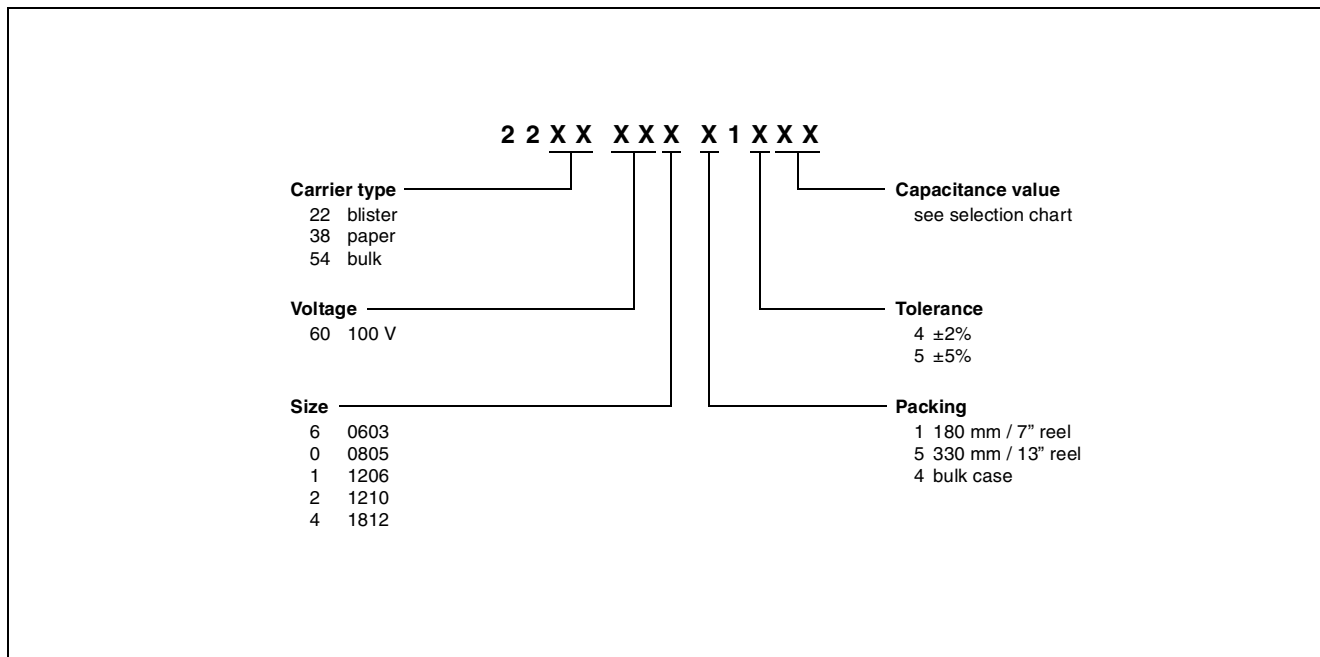 2 2 X X X X X X 1 X X X
Carrier type
22 blister
38 paper
54 bulk
Voltage
60 100 V
Size
6 0603
0 0805
1 1206
2 1210
4 1812
Capacitance value
see selection chart
Tolerance
4 ±2%
5 ±5%
Packing
1 180 mm / 7” reel
5 330 mm / 13” reel
4 bulk case